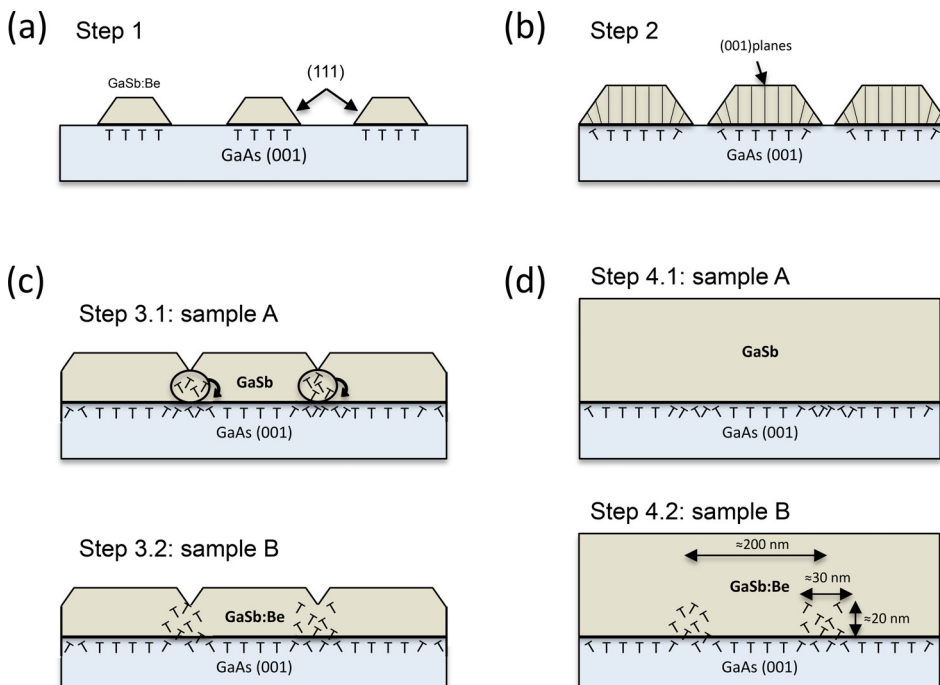 (a) Step 1
(111)
GaSb:Be
GaAs (001)
(b) Step 2
(001)planes
GaAs (001)
(c)
Step 3.1: sample A
GaSb
GaAs (001)
Step 3.2: sample B
GaSb:Be
GaAs (001)
(d) Step 4.1: sample A
GaSb
GaAs (001)
Step 4.2: sample B
≈200 nm
GaSb:Be
≈30 nm
≈20 nm
GaAs (001)